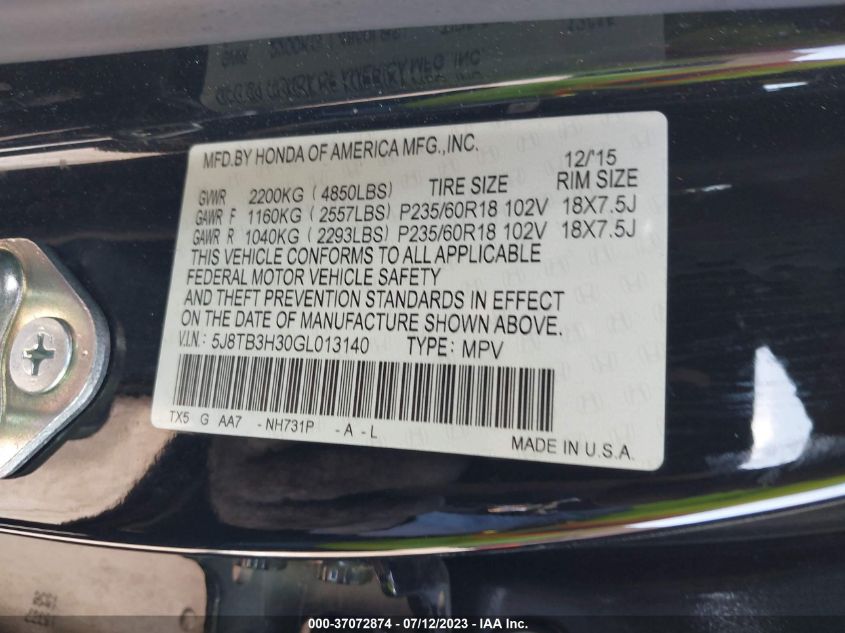 MFD.BY HONDA OF AMERICA MFG.,INC.
12/'15
GVWR 2200KG (4850LBS) TIRE SIZE RIM SIZE
GAWR F 1160KG (2557LBS) P235/60R18 102V 18X7.5J
GAWR R 1040KG (2293LBS) P235/60R18 102V 18X7.5J
THIS VEHICLE CONFORMS TO ALL APPLICABLE
FEDERAL MOTOR VEHICLE SAFETY
AND THEFT PREVENTION STANDARDS IN EFFECT
ON THE DATE OF MANUFACTURE SHOWN ABOVE.
V.I.N.: 5J8TB3H30GL013140 TYPE: MPV
TX5 G AA7 - NH731P - A - L
MADE IN U.S.A.
000-37072874 - 07/12/2023 - IAAI.com